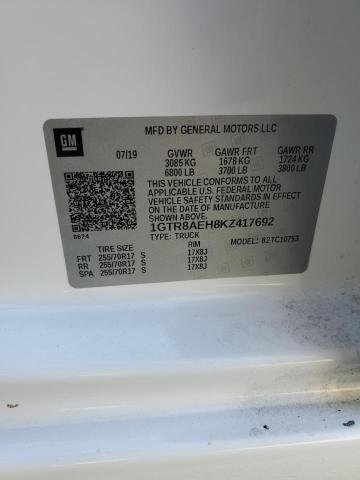 GM
MFD BY GENERAL MOTORS LLC
07/19 GVWR GAWR FRT GAWR RR
3085 KG 1678 KG 1724 KG
6800 LB 3700 LB 3800 LB
THIS VEHICLE CONFORMS TO ALL
APPLICABLE U.S. FEDERAL MOTOR
VEHICLE SAFETY STANDARDS IN EFFECT
ON THE DATE OF MANUFACTURE SHOWN
ABOVE.
1GTR8AEH8KZ417692
TYPE: TRUCK MODEL: 82TC10753
8624
TIRE SIZE RIM
FRT 255/70R17 S 17X8J
RR 255/70R17 S 17X8J
SPA 255/70R17 S 17X8J